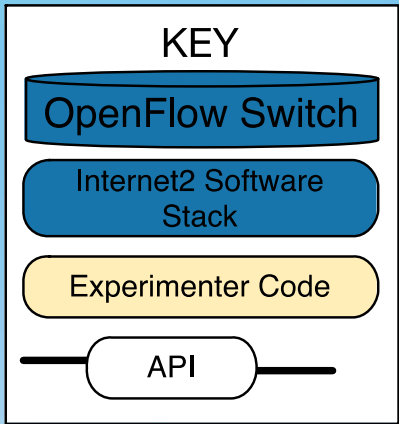 KEY
OpenFlow Switch
Internet2 Software
Stack
Experimenter Code
API